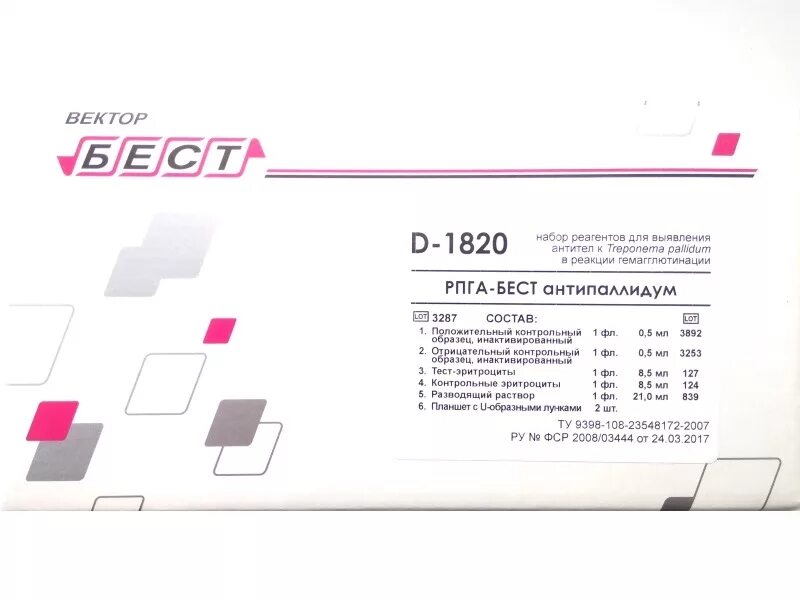 ВЕКТОР
БЕСТ
D-1820
набор реагентов для выявления
антител к Treponema pallidum
в реакции гемагглютинации
РПГА-БЕСТ антипаллидум
LOT 3287 СОСТАВ: LOT
1. Положительный контрольный образец, инактивированный 1 фл. 0,5 мл 3892
2. Отрицательный контрольный образец, инактивированный 1 фл. 0,5 мл 3253
3. Тест-эритроциты 1 фл. 8,5 мл 127
4. Контрольные эритроциты 1 фл. 8,5 мл 124
5. Разводящий раствор 1 фл. 21,0 мл 839
6. Планшет с U-образными лунками 2 шт.
ТУ 9398-108-23548172-2007
РУ № ФСР 2008/03444 от 24.03.2017